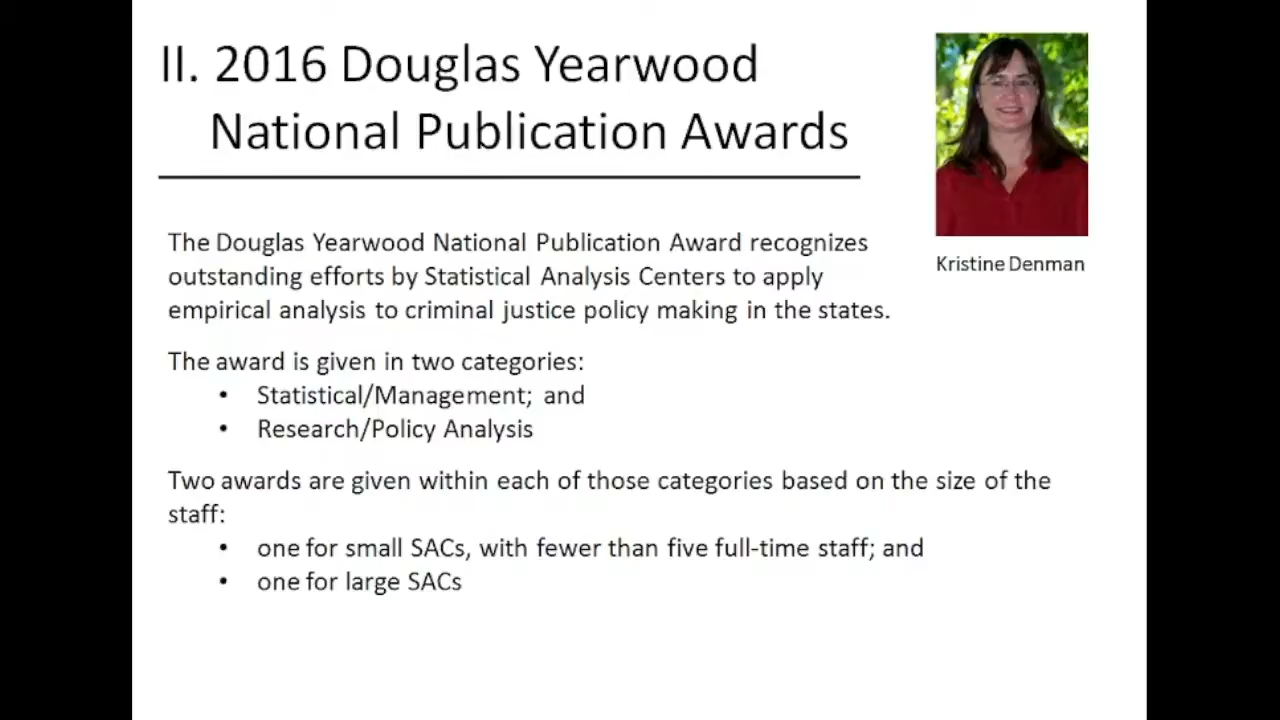 II. 2016 Douglas Yearwood
National Publication Awards
Kristine Denman
The Douglas Yearwood National Publication Award recognizes
outstanding efforts by Statistical Analysis Centers to apply
empirical analysis to criminal justice policy making in the states.
The award is given in two categories:
• Statistical/Management; and
• Research/Policy Analysis
Two awards are given within each of those categories based on the size of the
staff:
• one for small SACs, with fewer than five full-time staff; and
• one for large SACs